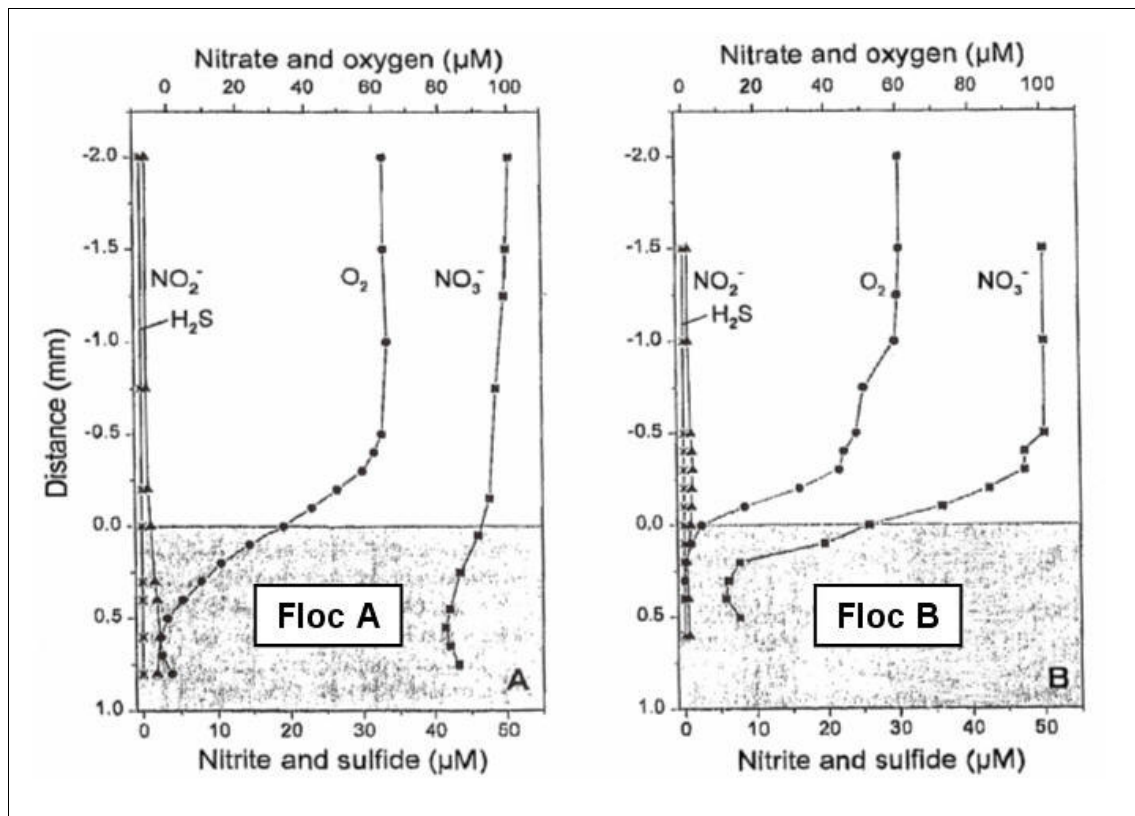 Nitrate and oxygen (µM)
0 20 40 60 80 100
Distance (mm)
-2.0
-1.5
-1.0
-0.5
0.0
0.5
1.0
NO₂⁻
H₂S
O₂
NO₃⁻
Floc A
A
0 10 20 30 40 50
Nitrite and sulfide (µM)
Nitrate and oxygen (µM)
0 20 40 60 80 100
-2.0
-1.5
-1.0
-0.5
0.0
0.5
1.0
NO₂⁻
H₂S
O₂
NO₃⁻
Floc B
B
0 10 20 30 40 50
Nitrite and sulfide (µM)